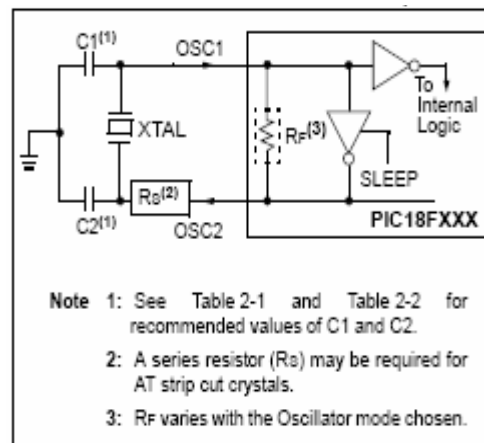 C1(1)
OSC1
To
Internal
Logic
XTAL
RF(3)
SLEEP
C2(1)
RS(2)
OSC2
PIC18FXXX
Note 1: See Table 2-1 and Table 2-2 for
recommended values of C1 and C2.
2: A series resistor (RS) may be required for
AT strip cut crystals.
3: RF varies with the Oscillator mode chosen.